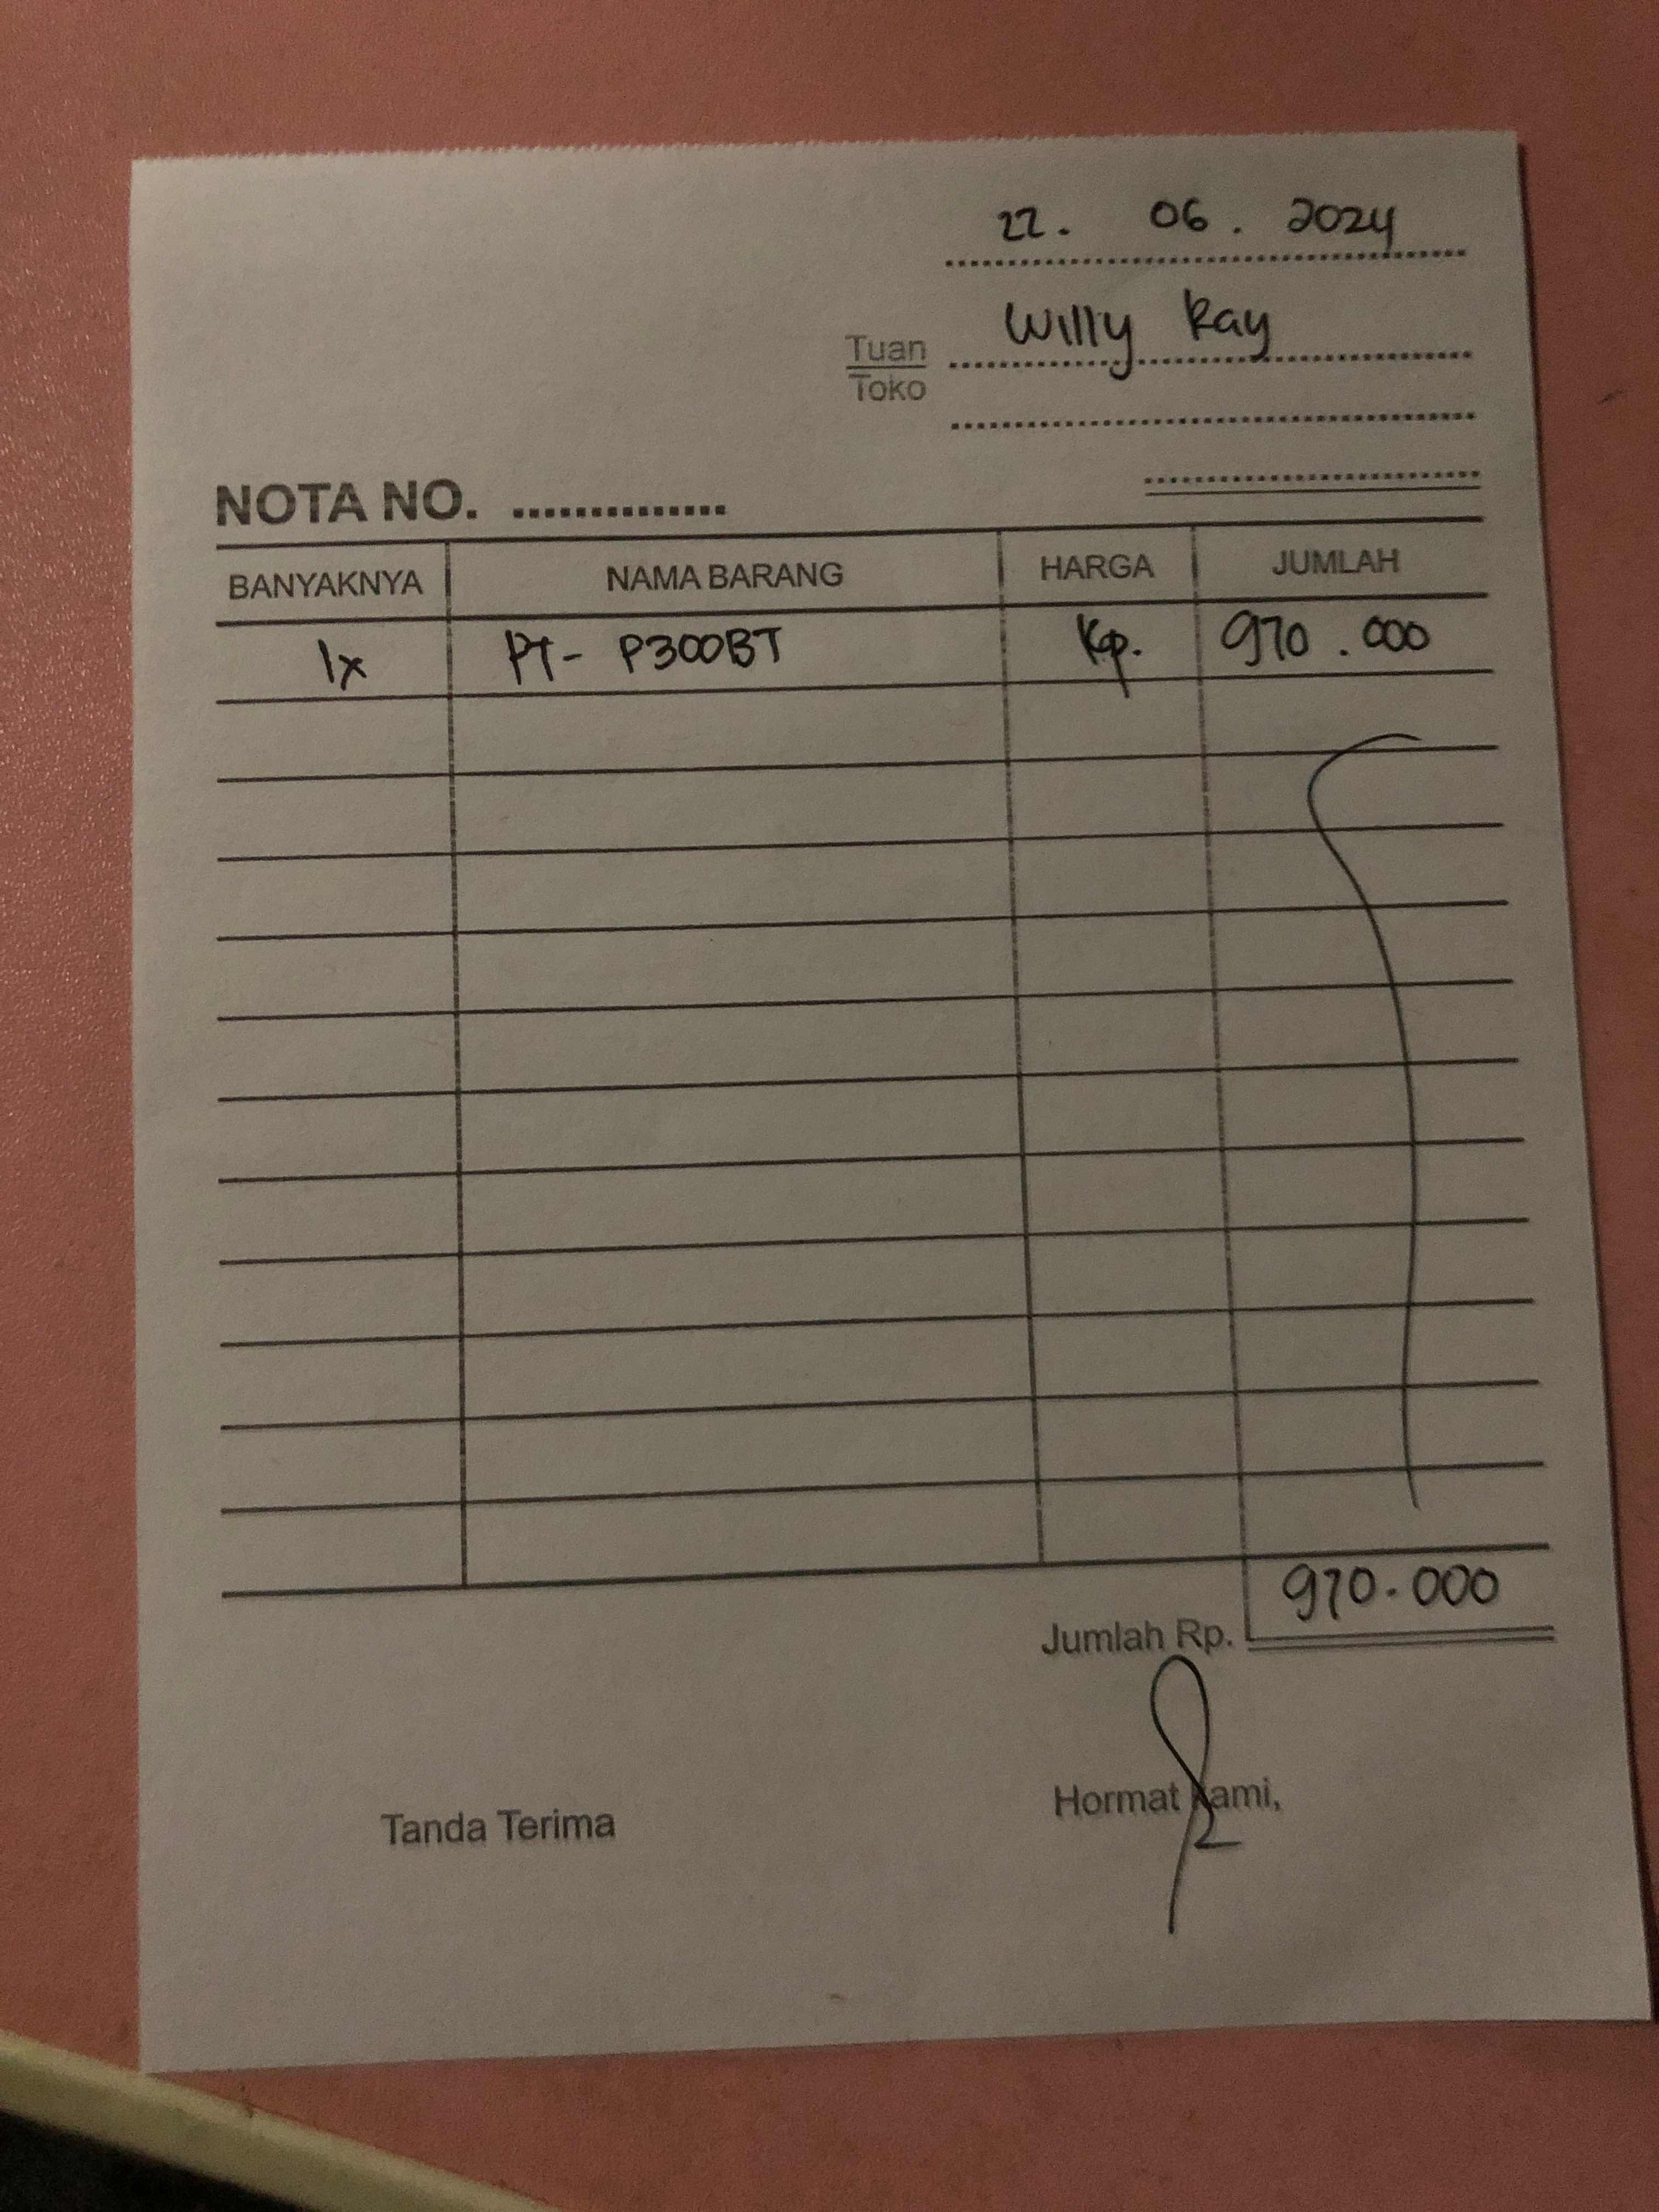 22. 06. 2024
Willy Ray
Tuan
Toko
NOTA NO. ..............
BANYAKNYA NAMA BARANG HARGA JUMLAH
1x PT- P300BT Rp. 970.000
970.000
Jumlah Rp.
Tanda Terima Hormat Kami,